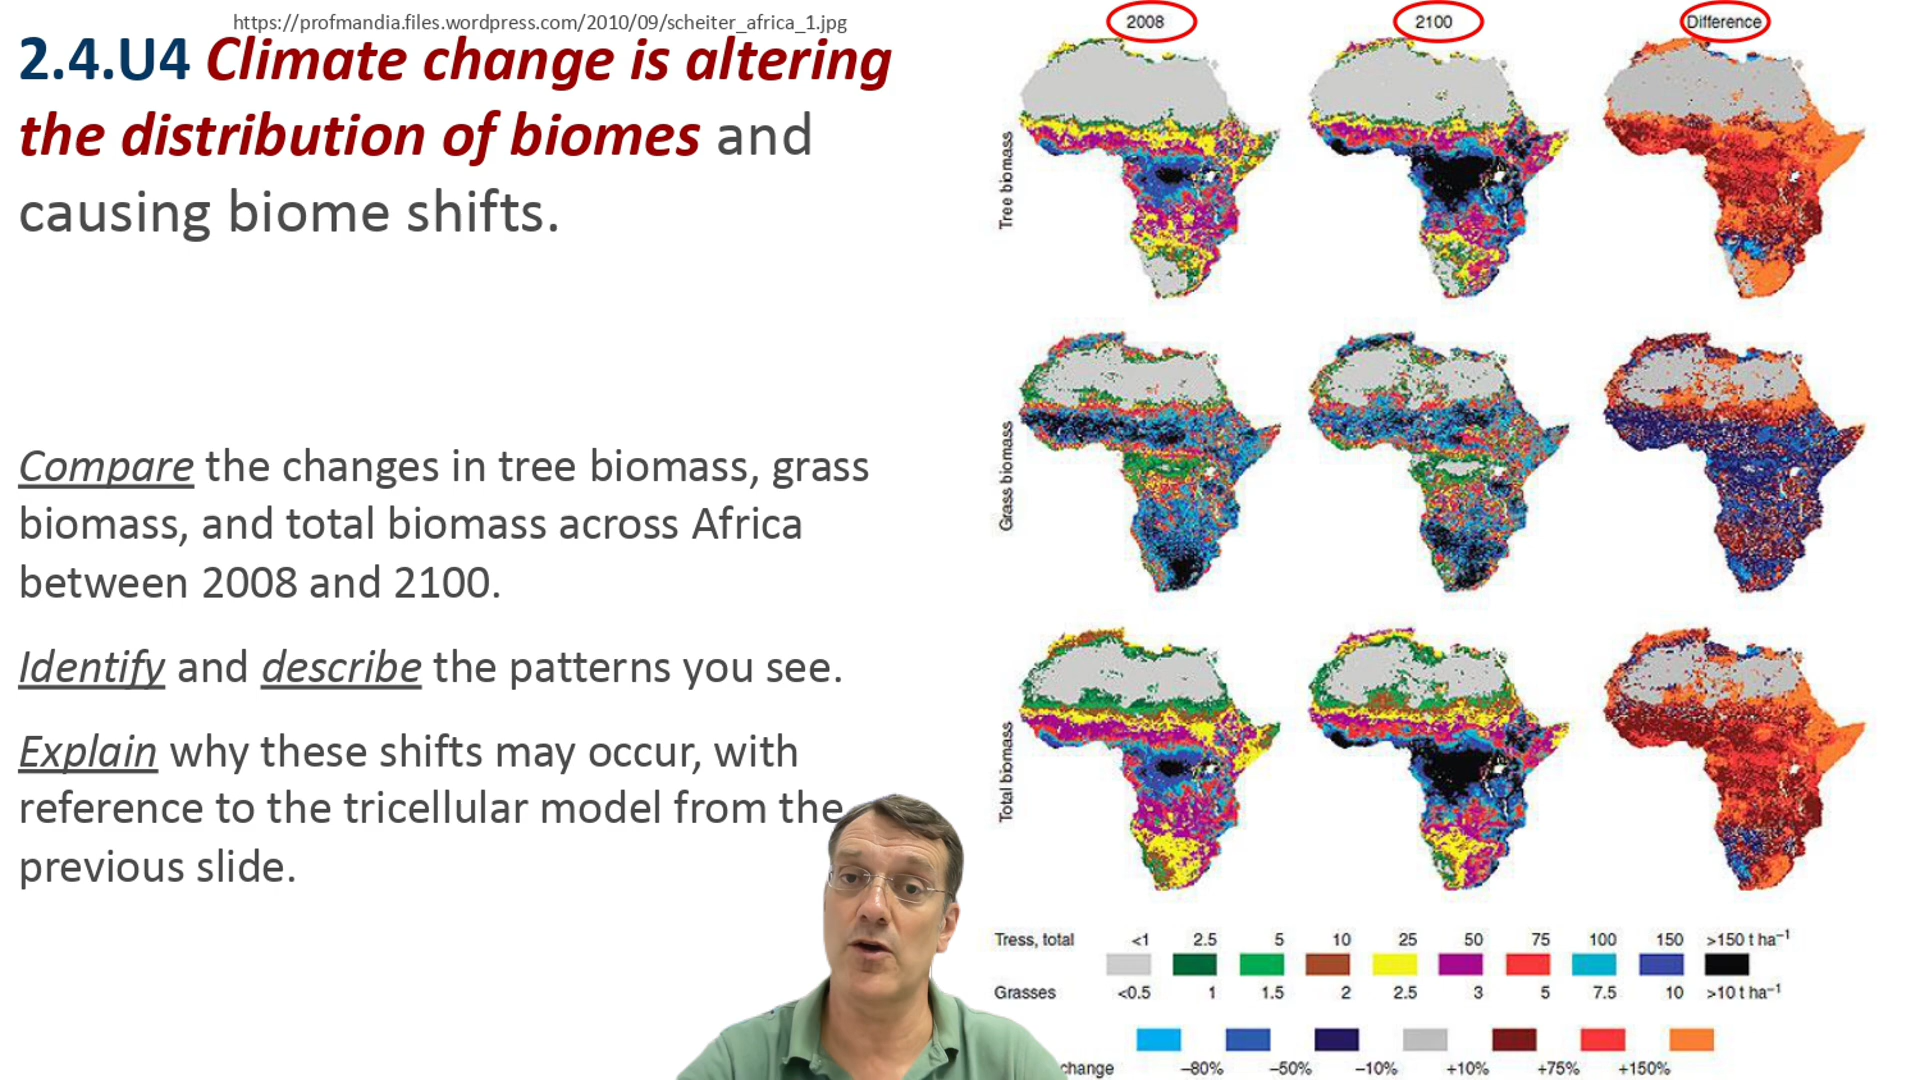 https://profmandia.files.wordpress.com/2010/09/scheiter_africa_1.jpg
2.4.U4 Climate change is altering
the distribution of biomes and
causing biome shifts.
Compare the changes in tree biomass, grass
biomass, and total biomass across Africa
between 2008 and 2100.
Identify and describe the patterns you see.
Explain why these shifts may occur, with
reference to the tricellular model from the
previous slide.
2008 2100 Difference
Tree biomass
Grass biomass
Total biomass
Tress, total <1 2.5 5 10 25 50 75 100 150 >150 t ha⁻¹
Grasses <0.5 1 1.5 2 2.5 3 5 7.5 10 >10 t ha⁻¹
change –80% –50% –10% +10% +75% +150%